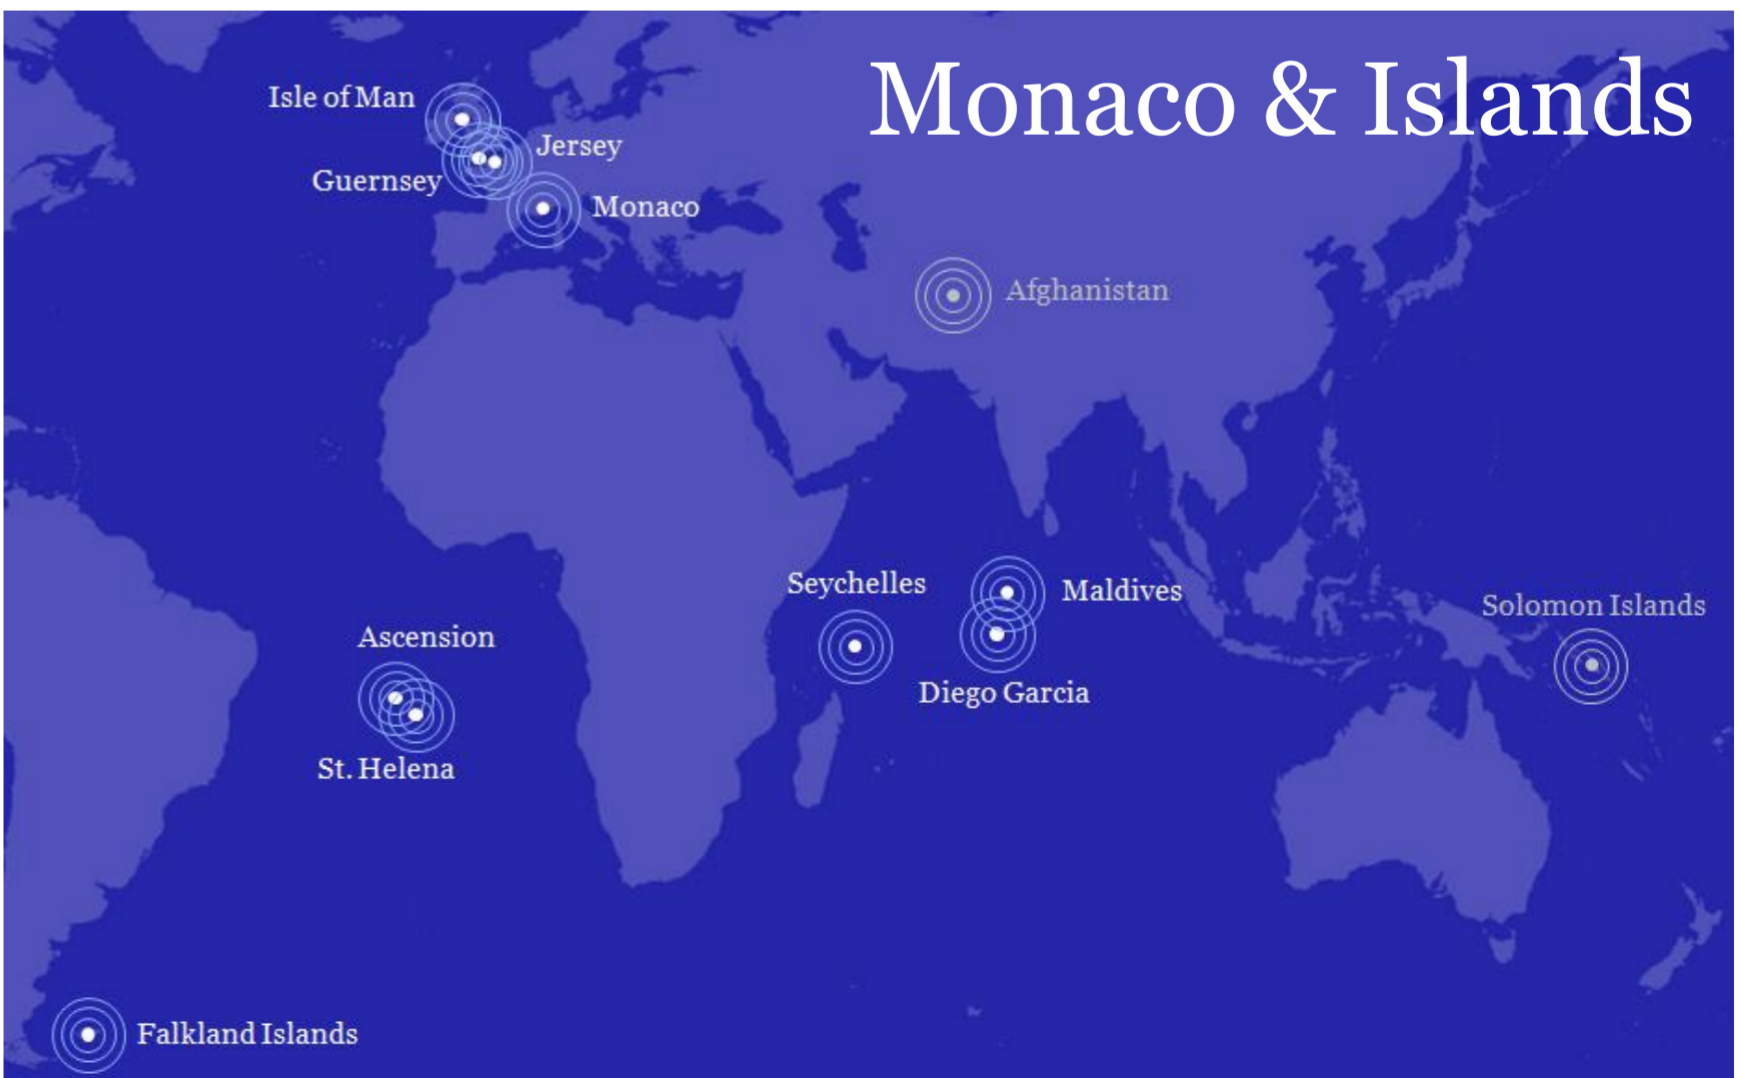 Monaco & Islands
Isle of Man
Jersey
Guernsey
Monaco
Afghanistan
Seychelles
Maldives
Solomon Islands
Ascension
Diego Garcia
St. Helena
Falkland Islands